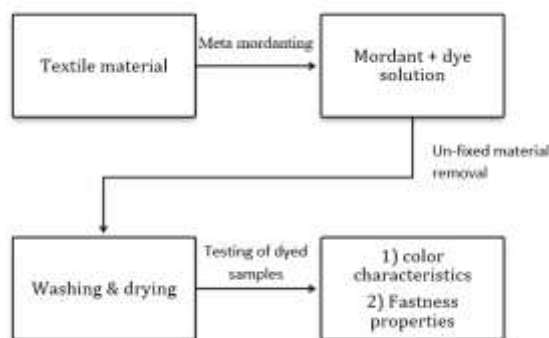 Meta mordanting
Textile material
Mordant + dye
solution
Un-fixed material
removal
Testing of dyed
samples
Washing & drying
1) color
characteristics
2) Fastness
properties